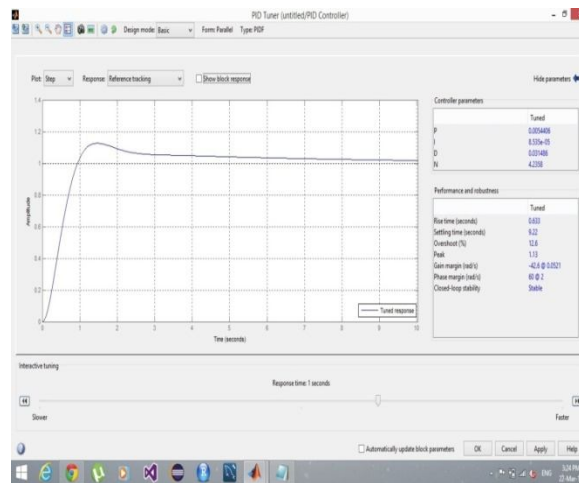 PID Tuner (untitled/PID Controller)
Design mode: Basic Form: Parallel Type: PIDF
Plot: Step Response: Reference tracking Show block response Hide parameters
Controller parameters
Tuned
P 0.0054406
I 8.535e-05
D 0.031486
N 4.2358
Performance and robustness
Tuned
Rise time (seconds) 0.633
Settling time (seconds) 9.22
Overshoot (%) 12.6
Peak 1.13
Gain margin (rad/s) -42.6 @ 0.0521
Phase margin (rad/s) 60 @ 2
Closed-loop stability Stable
1.4
1.2
1
0.8
0.6
0.4
0.2
0
Amplitude
Tuned response
0 1 2 3 4 5 6 7 8 9 10
Time (seconds)
Interactive tuning
Response time: 1 seconds
Slower Faster
Automatically update block parameters OK Cancel Apply Help
ENG 3:24 PM